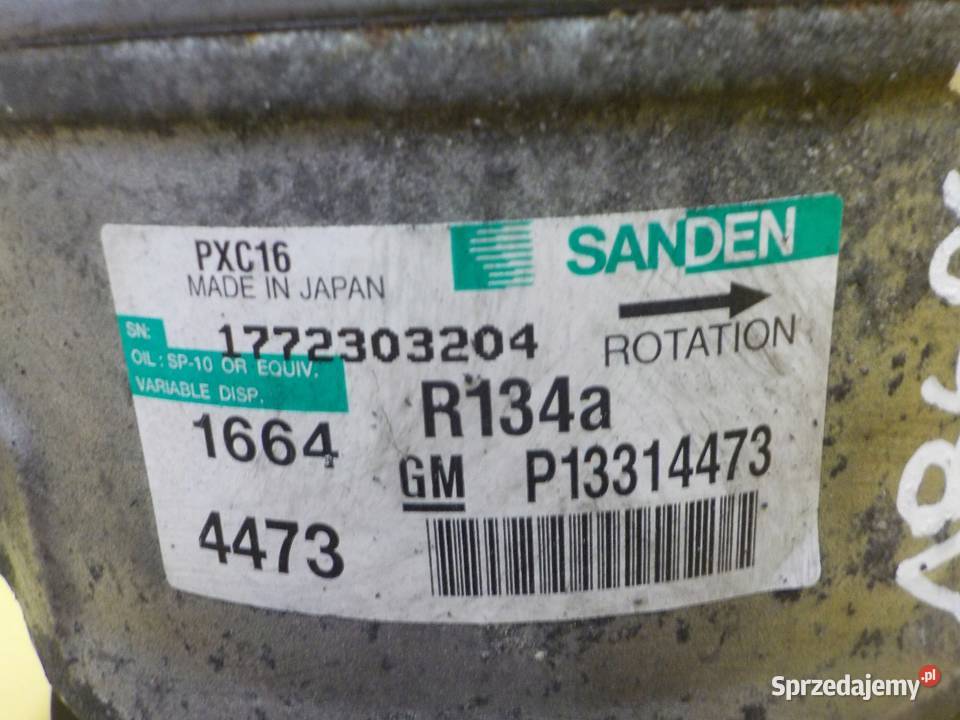 PXC16
SANDEN
MADE IN JAPAN
SN: 1772303204
ROTATION
OIL: SP-10 OR EQUIV.
VARIABLE DISP.
R134a
1664
GM P13314473
4473
Sprzedajemy.pl